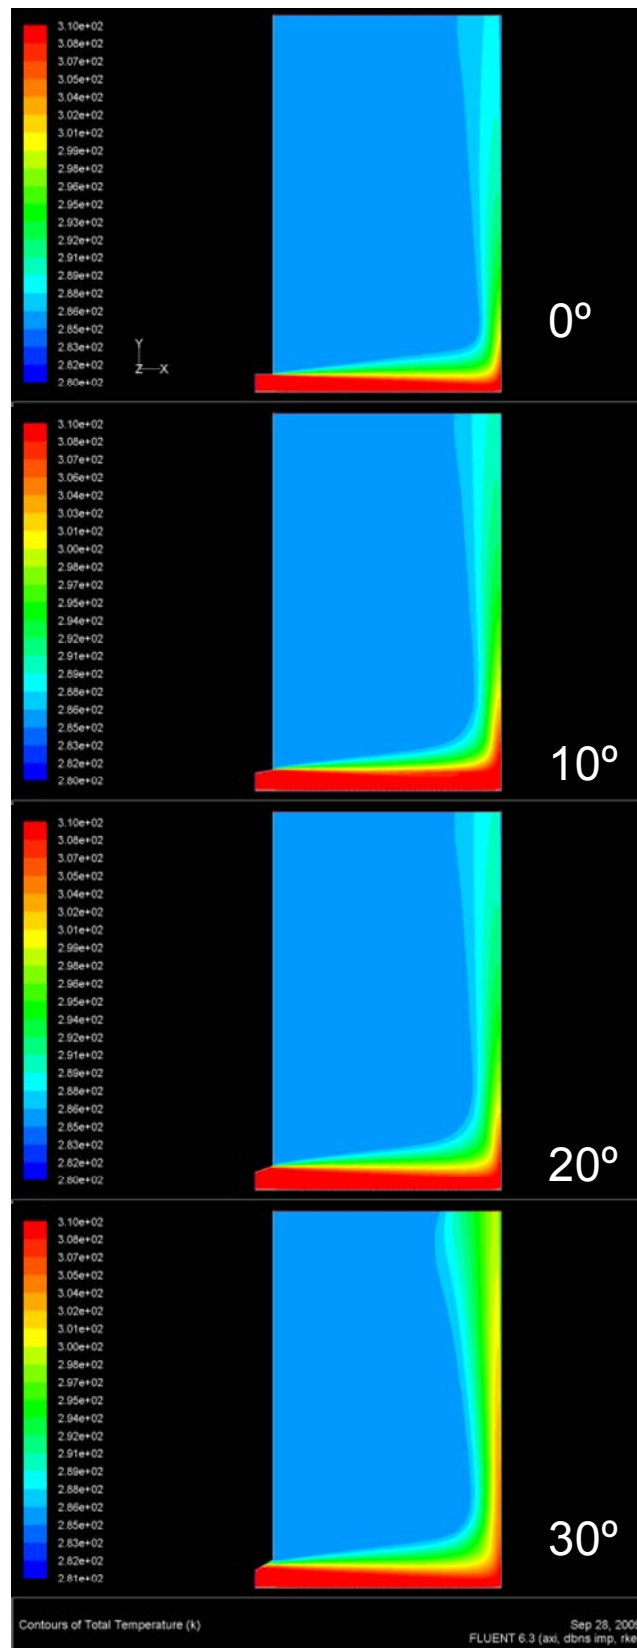 3.10e+02
3.08e+02
3.07e+02
3.05e+02
3.04e+02
3.02e+02
3.01e+02
2.99e+02
2.98e+02
2.96e+02
2.95e+02
2.93e+02
2.92e+02
2.91e+02
2.89e+02
2.88e+02
2.86e+02
2.85e+02
2.83e+02
2.82e+02
2.80e+02
Y
Z X
0º
3.10e+02
3.08e+02
3.07e+02
3.06e+02
3.04e+02
3.03e+02
3.01e+02
3.00e+02
2.98e+02
2.97e+02
2.95e+02
2.94e+02
2.92e+02
2.91e+02
2.89e+02
2.88e+02
2.86e+02
2.85e+02
2.83e+02
2.82e+02
2.80e+02
10º
3.10e+02
3.08e+02
3.07e+02
3.05e+02
3.04e+02
3.02e+02
3.01e+02
2.99e+02
2.98e+02
2.96e+02
2.95e+02
2.94e+02
2.92e+02
2.91e+02
2.89e+02
2.88e+02
2.86e+02
2.85e+02
2.83e+02
2.82e+02
2.80e+02
20º
3.10e+02
3.08e+02
3.07e+02
3.05e+02
3.04e+02
3.02e+02
3.01e+02
3.00e+02
2.98e+02
2.97e+02
2.95e+02
2.94e+02
2.92e+02
2.91e+02
2.89e+02
2.88e+02
2.86e+02
2.85e+02
2.83e+02
2.82e+02
2.81e+02
30º
Contours of Total Temperature (k)
Sep 28, 200
FLUENT 6.3 (axi, dbns imp, rke